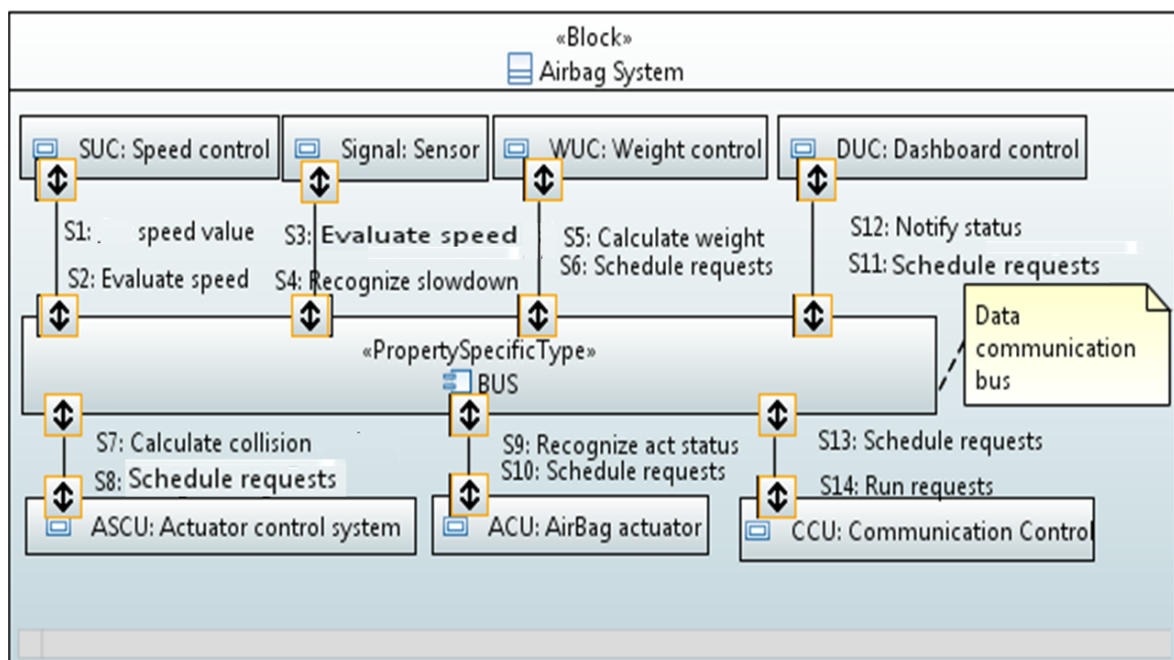 «Block»
Airbag System
SUC: Speed control
Signal: Sensor
WUC: Weight control
DUC: Dashboard control
S1: speed value
S2: Evaluate speed
S3: Evaluate speed
S4: Recognize slowdown
S5: Calculate weight
S6: Schedule requests
S12: Notify status
S11: Schedule requests
«PropertySpecificType»
BUS
Data
communication
bus
S7: Calculate collision
S8: Schedule requests
S9: Recognize act status
S10: Schedule requests
S13: Schedule requests
S14: Run requests
ASCU: Actuator control system
ACU: AirBag actuator
CCU: Communication Control